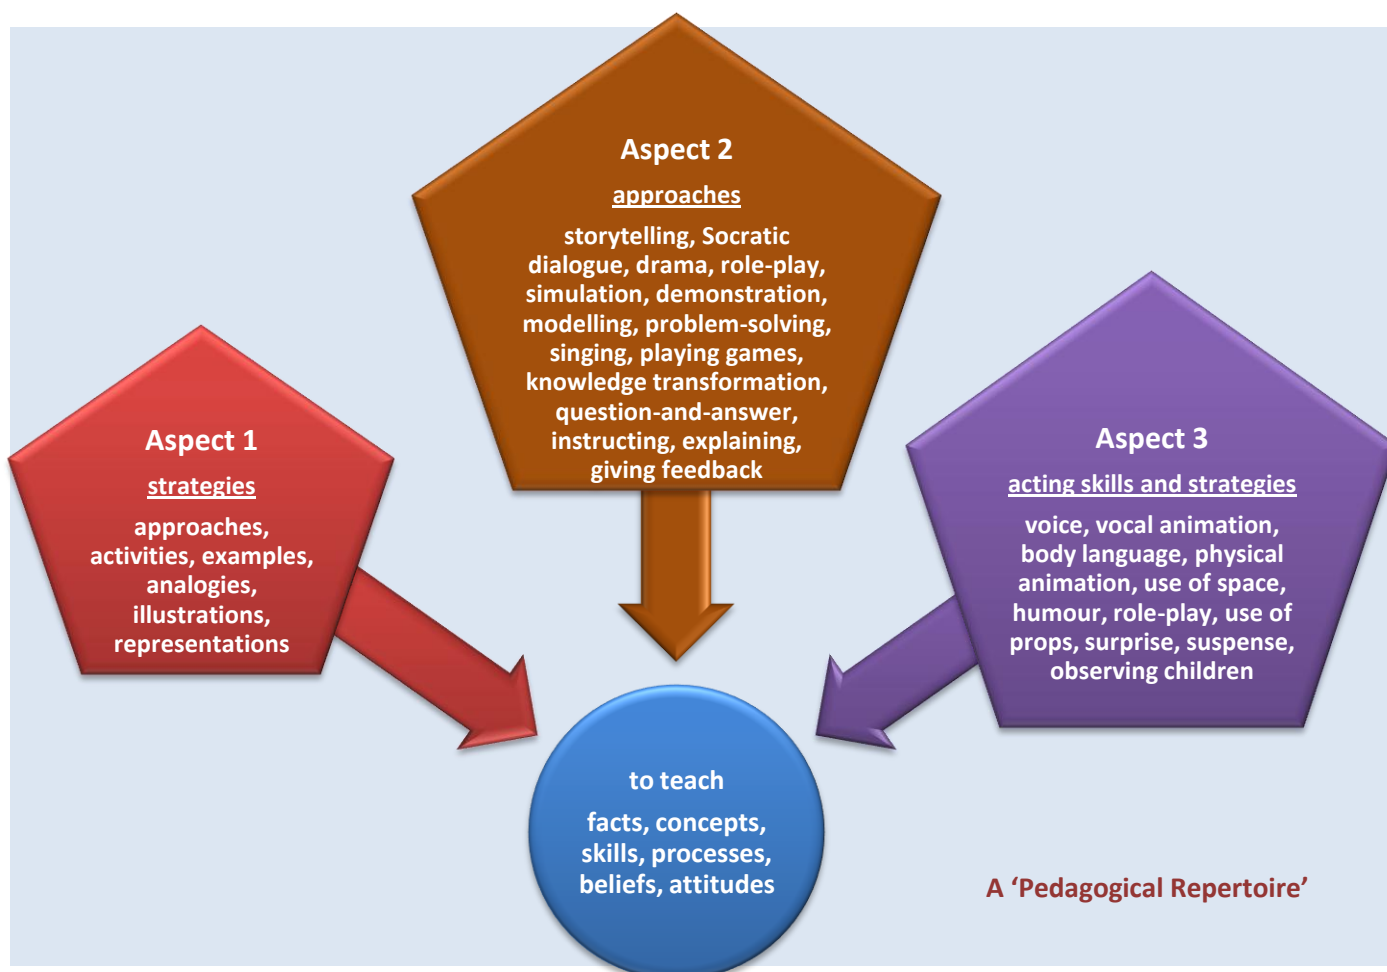 Aspect 1
strategies
approaches,
activities, examples,
analogies,
illustrations,
representations
Aspect 2
approaches
storytelling, Socratic
dialogue, drama, role-play,
simulation, demonstration,
modelling, problem-solving,
singing, playing games,
knowledge transformation,
question-and-answer,
instructing, explaining,
giving feedback
Aspect 3
acting skills and strategies
voice, vocal animation,
body language, physical
animation, use of space,
humour, role-play, use of
props, surprise, suspense,
observing children
to teach
facts, concepts,
skills, processes,
beliefs, attitudes
A ‘Pedagogical Repertoire’